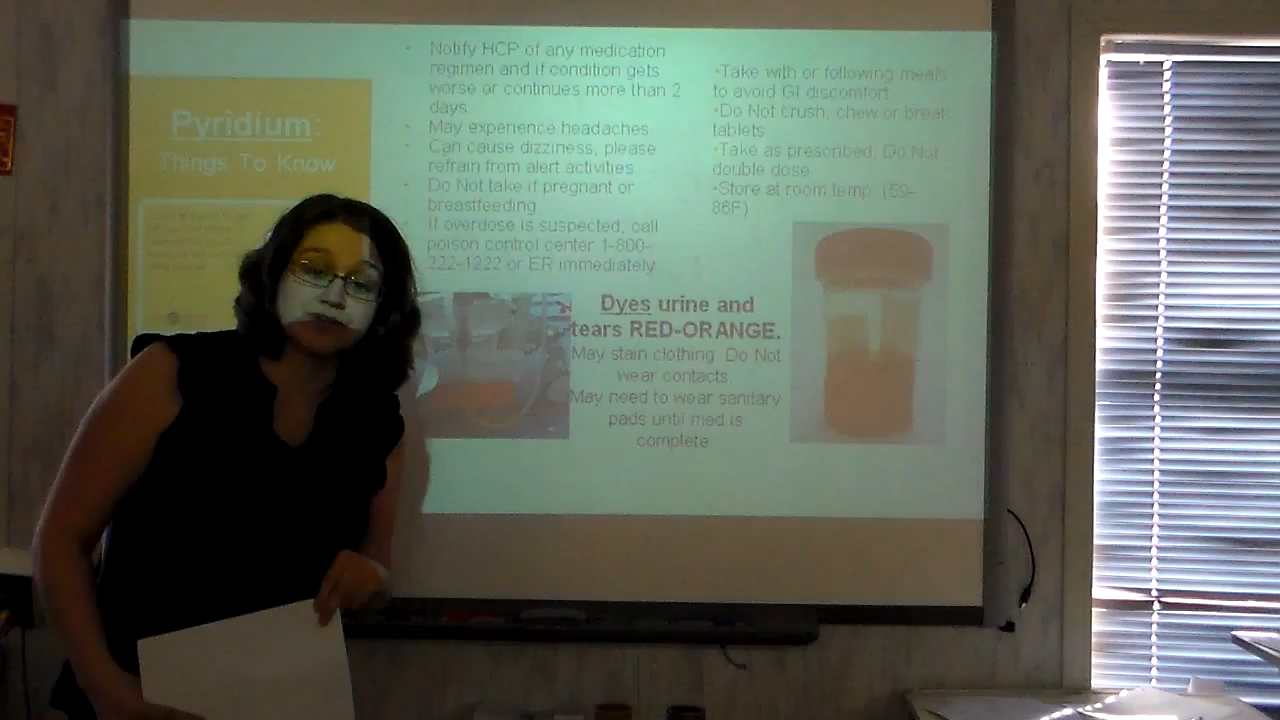 Pyridium:
Things To Know
Notify HCP of any medication
regimen and if condition gets
worse or continues more than 2
days
May experience headaches
Can cause dizziness, please
refrain from alert activities
Do Not take if pregnant or
breastfeeding
If overdose is suspected, call
poison control center 1-800-
222-1222 or ER immediately
•Take with or following meals
to avoid GI discomfort
•Do Not crush, chew or break
tablets
•Take as prescribed, Do Not
double dose
•Store at room temp. (59-
86F)
Dyes urine and
tears RED-ORANGE.
May stain clothing. Do Not
wear contacts
May need to wear sanitary
pads until med is
complete